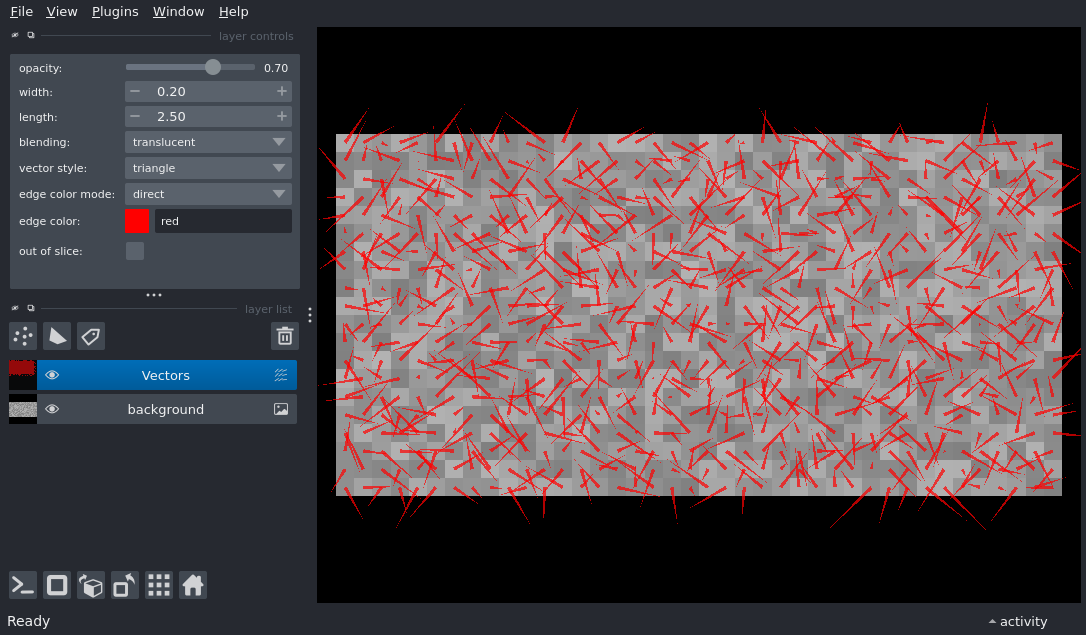 File View Plugins Window Help
layer controls
opacity: 0.70
width: 0.20
length: 2.50
blending: translucent
vector style: triangle
edge color mode: direct
edge color: red
out of slice:
layer list
Vectors
background
Ready
activity